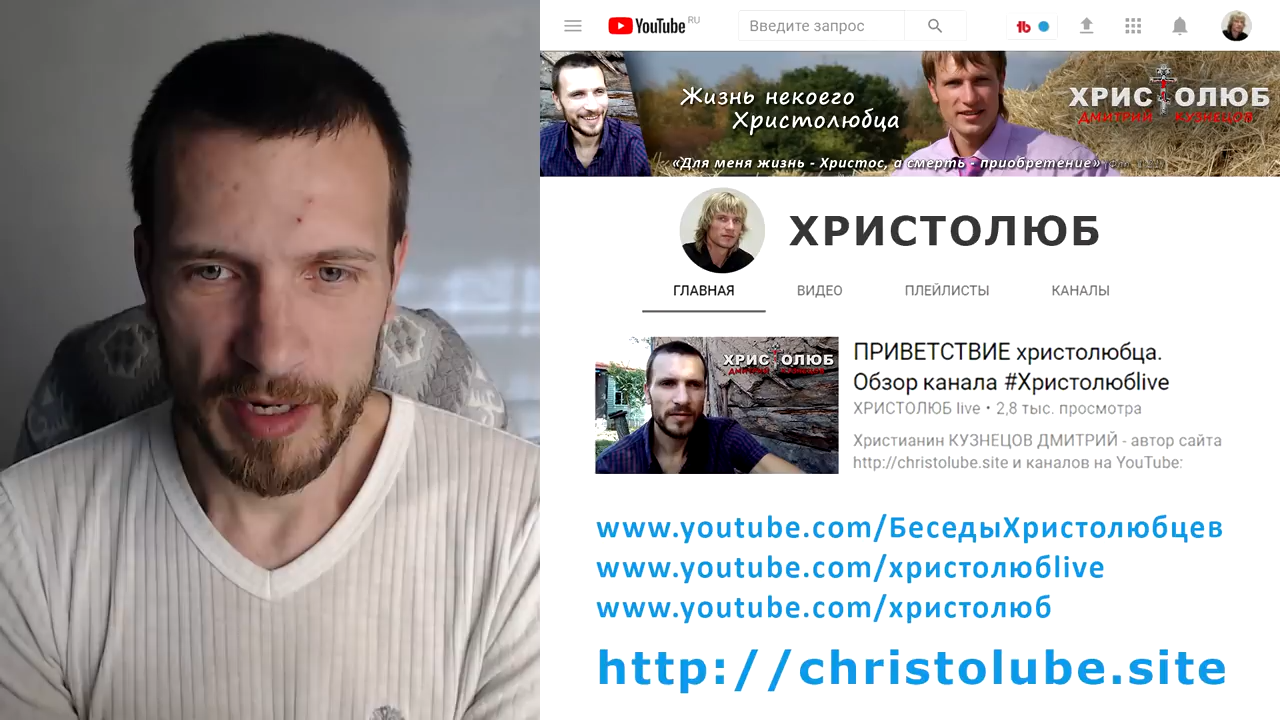 YouTube RU
Введите запрос
Жизнь некоего
Христолюбца
ХРИСТОЛЮБ
ДМИТРИЙ КУЗНЕЦОВ
«Для меня жизнь - Христос, а смерть - приобретение»
ХРИСТОЛЮБ
ГЛАВНАЯ ВИДЕО ПЛЕЙЛИСТЫ КАНАЛЫ
ХРИСТОЛЮБ
ДМИТРИЙ КУЗНЕЦОВ
ПРИВЕТСТВИЕ христолюбца.
Обзор канала #Христолюбlive
ХРИСТОЛЮБ live • 2,8 тыс. просмотра
Христианин КУЗНЕЦОВ ДМИТРИЙ - автор сайта
http://christolube.site и каналов на YouTube:
www.youtube.com/БеседыХристолюбцев
www.youtube.com/христолюбlive
www.youtube.com/христолюб
http://christolube.site